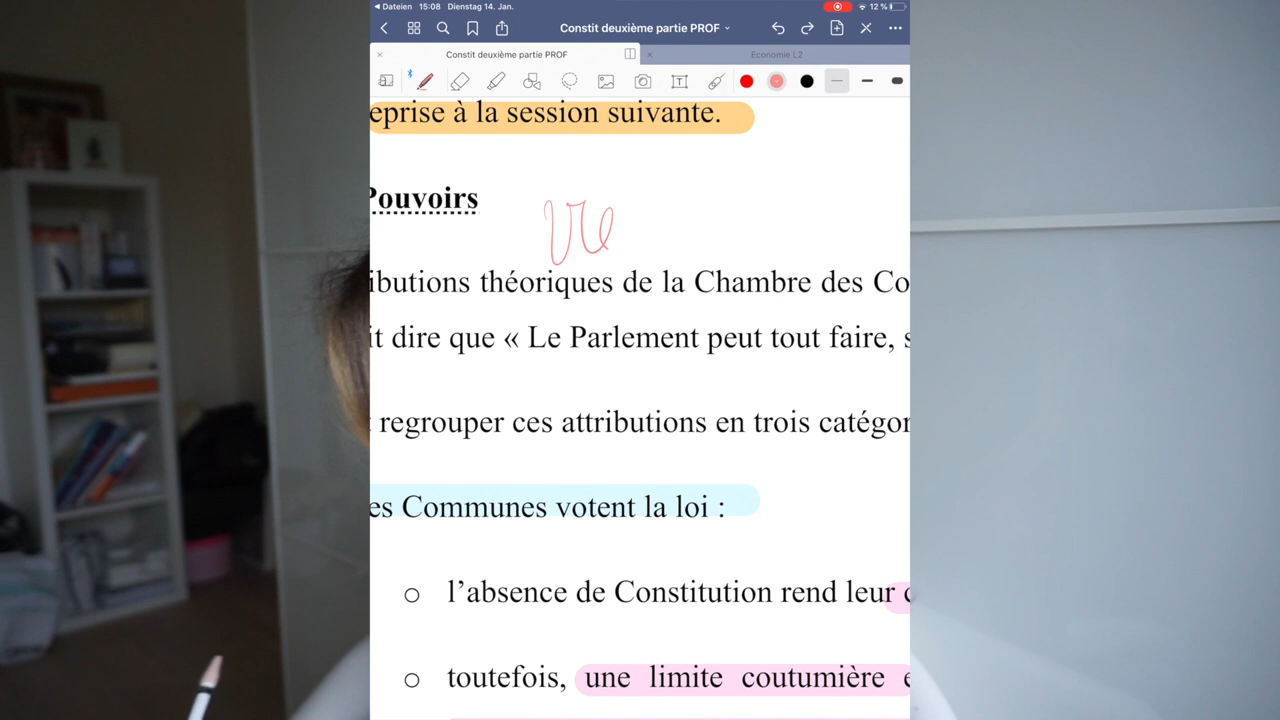 Dateien 15:08 Dienstag 14. Jan. 12 %
Constit deuxième partie PROF
Constit deuxième partie PROF
Economie L2
eprise à la session suivante.
Pouvoirs
ibutions théoriques de la Chambre des Co
it dire que « Le Parlement peut tout faire, s
regrouper ces attributions en trois catégor
es Communes votent la loi :
l’absence de Constitution rend leur
toutefois, une limite coutumière e